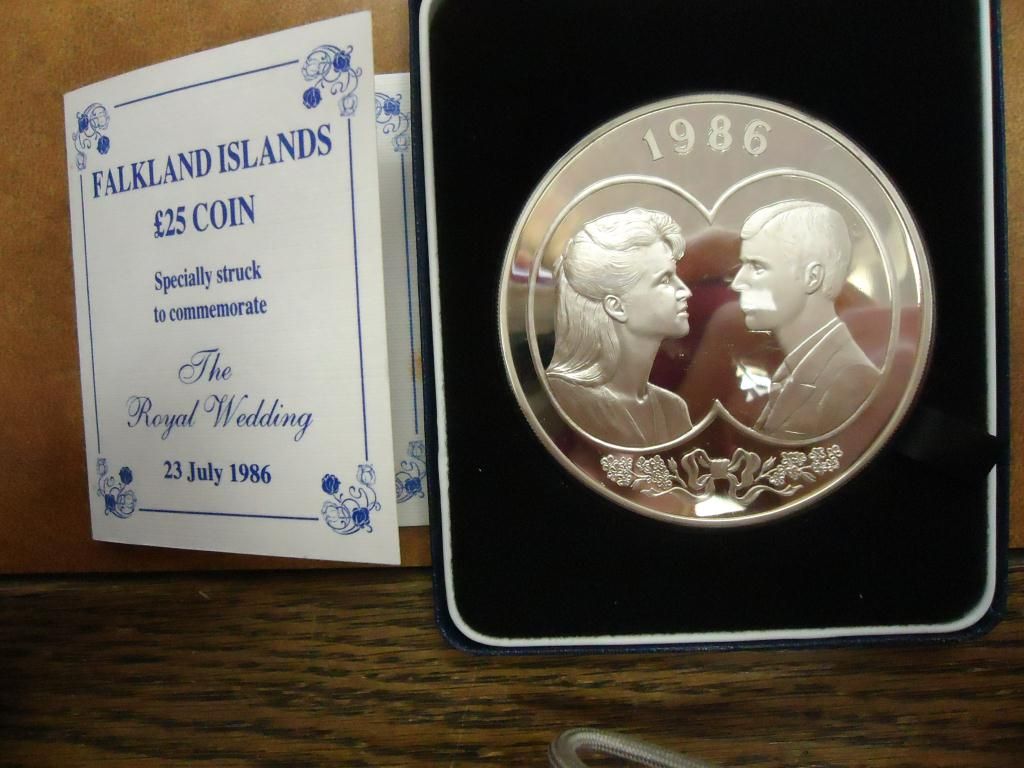 FALKLAND ISLANDS
£25 COIN
Specially struck
to commemorate
The
Royal Wedding
23 July 1986
1986